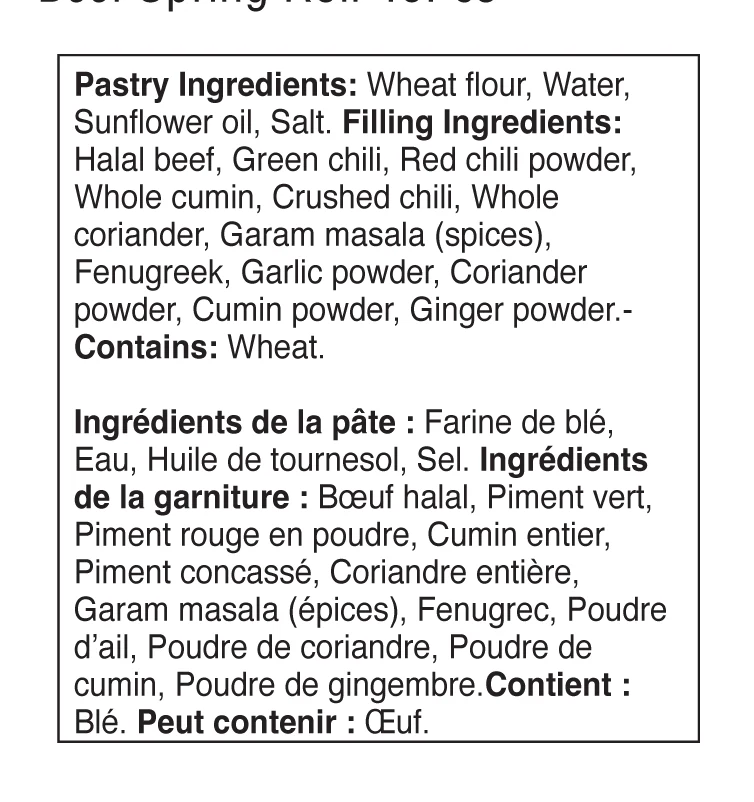 Pastry Ingredients: Wheat flour, Water,
Sunflower oil, Salt. Filling Ingredients:
Halal beef, Green chili, Red chili powder,
Whole cumin, Crushed chili, Whole
coriander, Garam masala (spices),
Fenugreek, Garlic powder, Coriander
powder, Cumin powder, Ginger powder.-
Contains: Wheat.
Ingrédients de la pâte : Farine de blé,
Eau, Huile de tournesol, Sel. Ingrédients
de la garniture : Bœuf halal, Piment vert,
Piment rouge en poudre, Cumin entier,
Piment concassé, Coriandre entière,
Garam masala (épices), Fenugrec, Poudre
d’ail, Poudre de coriandre, Poudre de
cumin, Poudre de gingembre.Contient :
Blé. Peut contenir : Œuf.